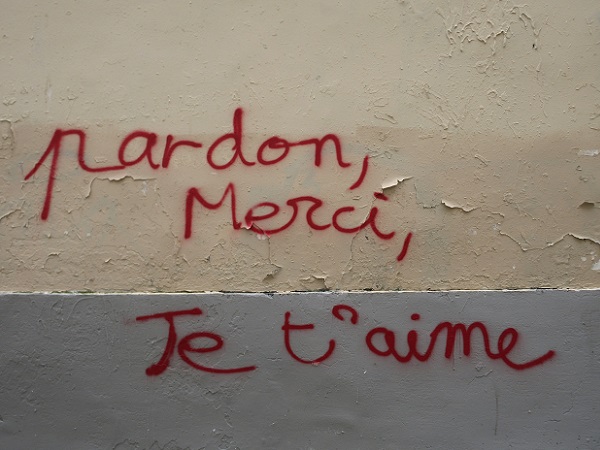 pardon,
Merci,
Je t'aime